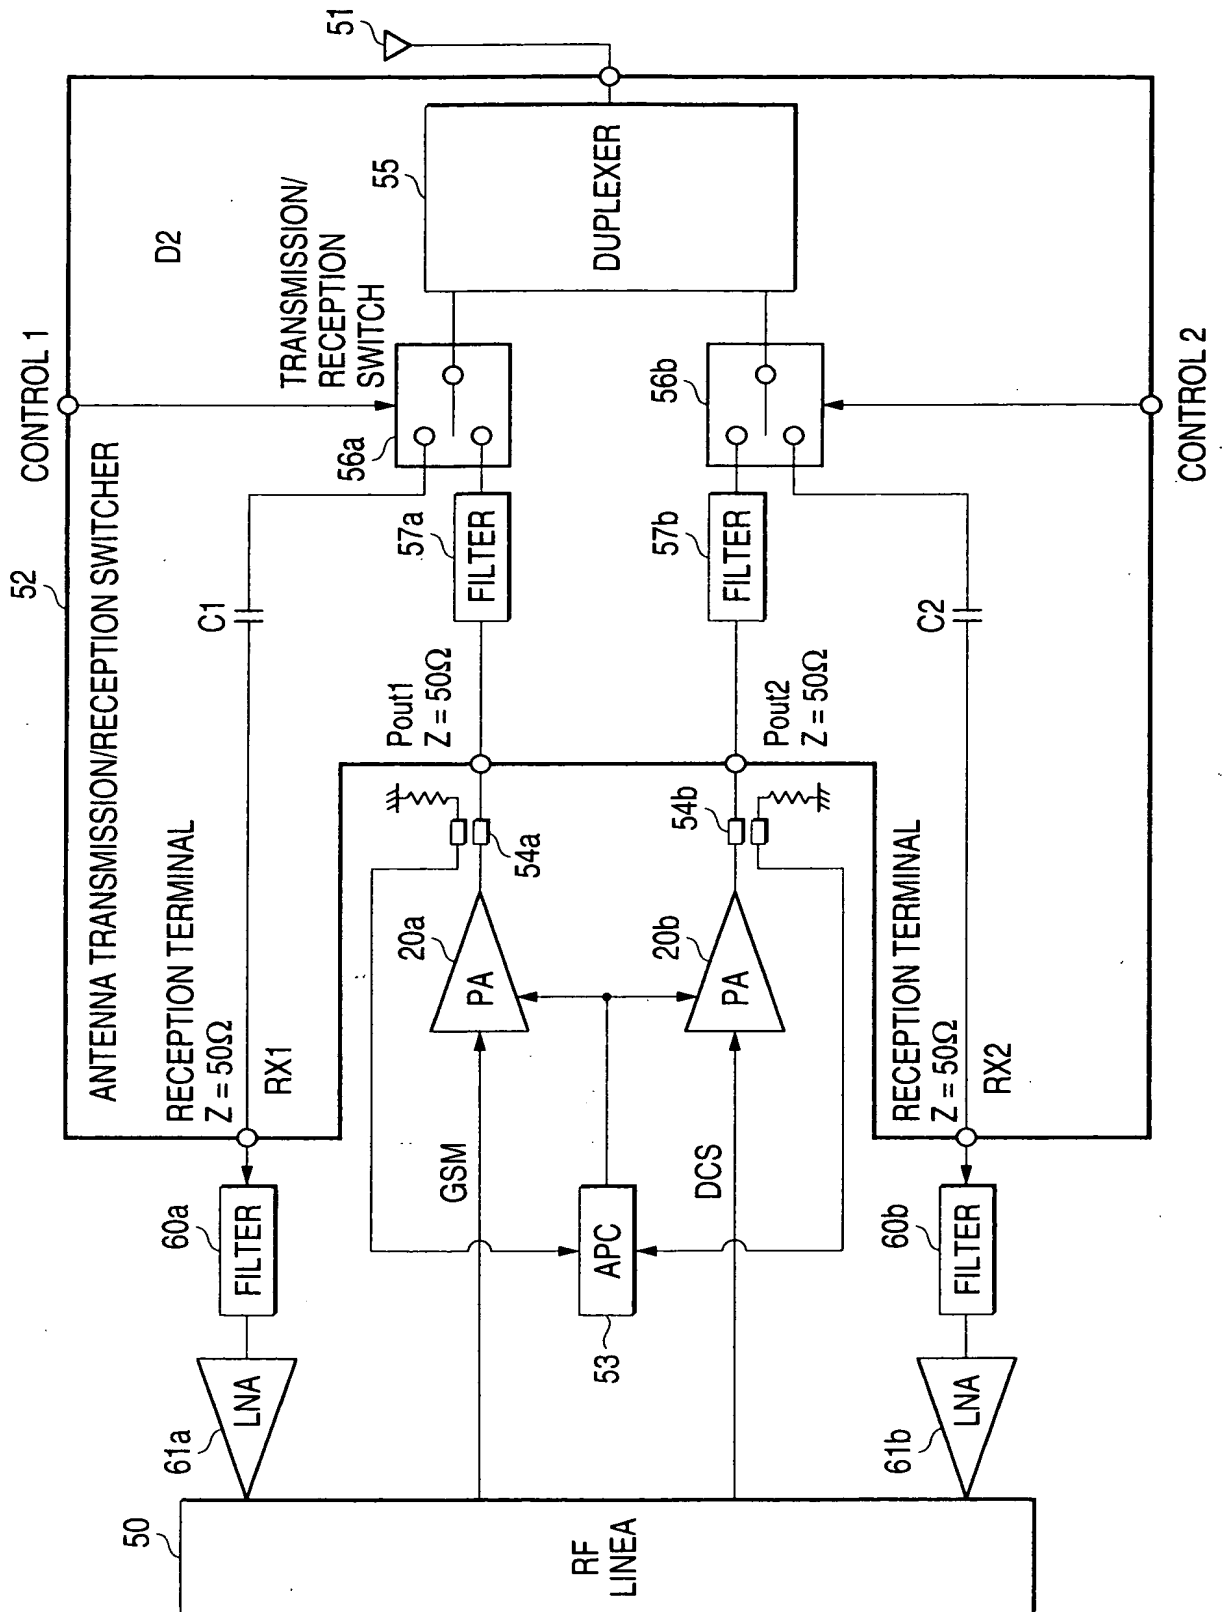 CONTROL 1
52
ANTENNA TRANSMISSION/RECEPTION SWITCHER
D2
51
TRANSMISSION/
RECEPTION
SWITCH
RECEPTION TERMINAL
Z = 50Ω
RX1
C1
56a
55
DUPLEXER
60a
FILTER
61a
LNA
57a
FILTER
Pout1
Z = 50Ω
54a
20a
PA
GSM
50
RF
LINEA
53
APC
DCS
20b
PA
54b
Pout2
Z = 50Ω
57b
FILTER
56b
RECEPTION TERMINAL
Z = 50Ω
RX2
C2
60b
FILTER
61b
LNA
CONTROL 2